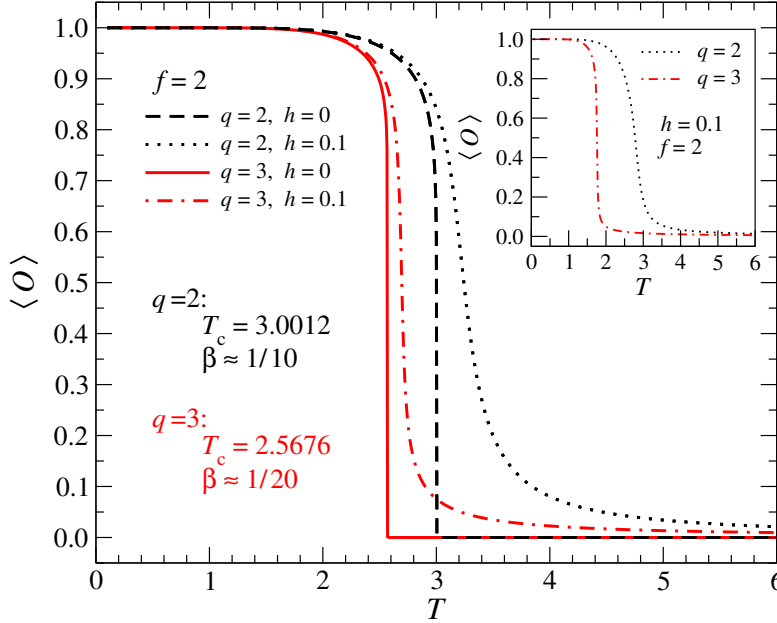 ⟨O⟩
1.0
0.9
0.8
0.7
0.6
0.5
0.4
0.3
0.2
0.1
0.0
f = 2
q = 2, h = 0
q = 2, h = 0.1
q = 3, h = 0
q = 3, h = 0.1
q=2:
T_c = 3.0012
β ≈ 1/10
q=3:
T_c = 2.5676
β ≈ 1/20
0 1 2 3 4 5 6
T
⟨O⟩
1.0
0.8
0.6
0.4
0.2
0.0
q = 2
q = 3
h = 0.1
f = 2
0 1 2 3 4 5 6
T